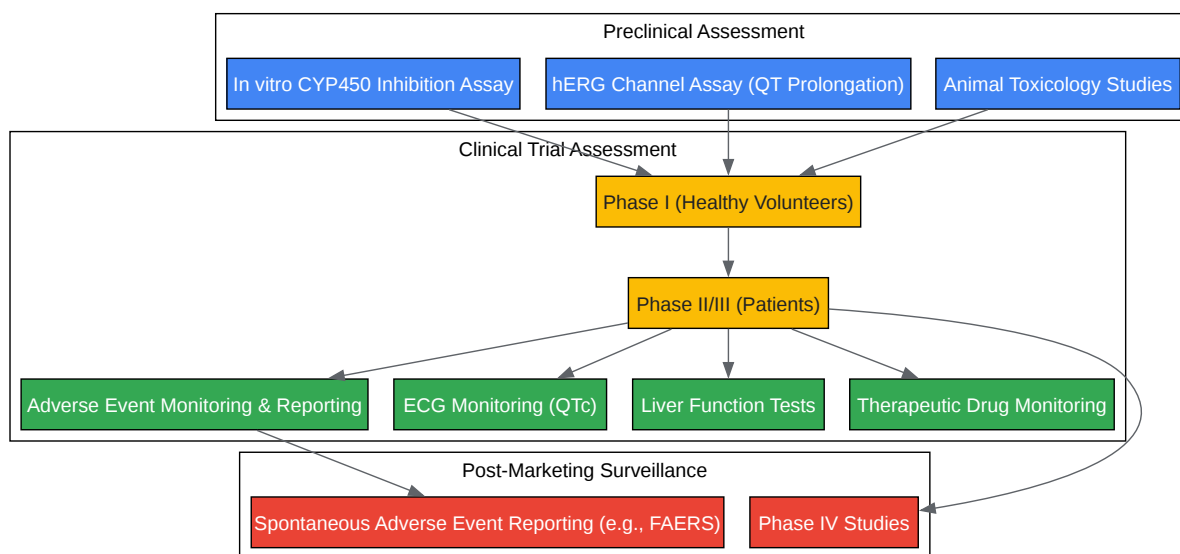 Preclinical Assessment
In vitro CYP450 Inhibition Assay
hERG Channel Assay (QT Prolongation)
Animal Toxicology Studies
Clinical Trial Assessment
Phase I (Healthy Volunteers)
Phase II/III (Patients)
Adverse Event Monitoring & Reporting
ECG Monitoring (QTc)
Liver Function Tests
Therapeutic Drug Monitoring
Post-Marketing Surveillance
Spontaneous Adverse Event Reporting (e.g., FAERS)
Phase IV Studies